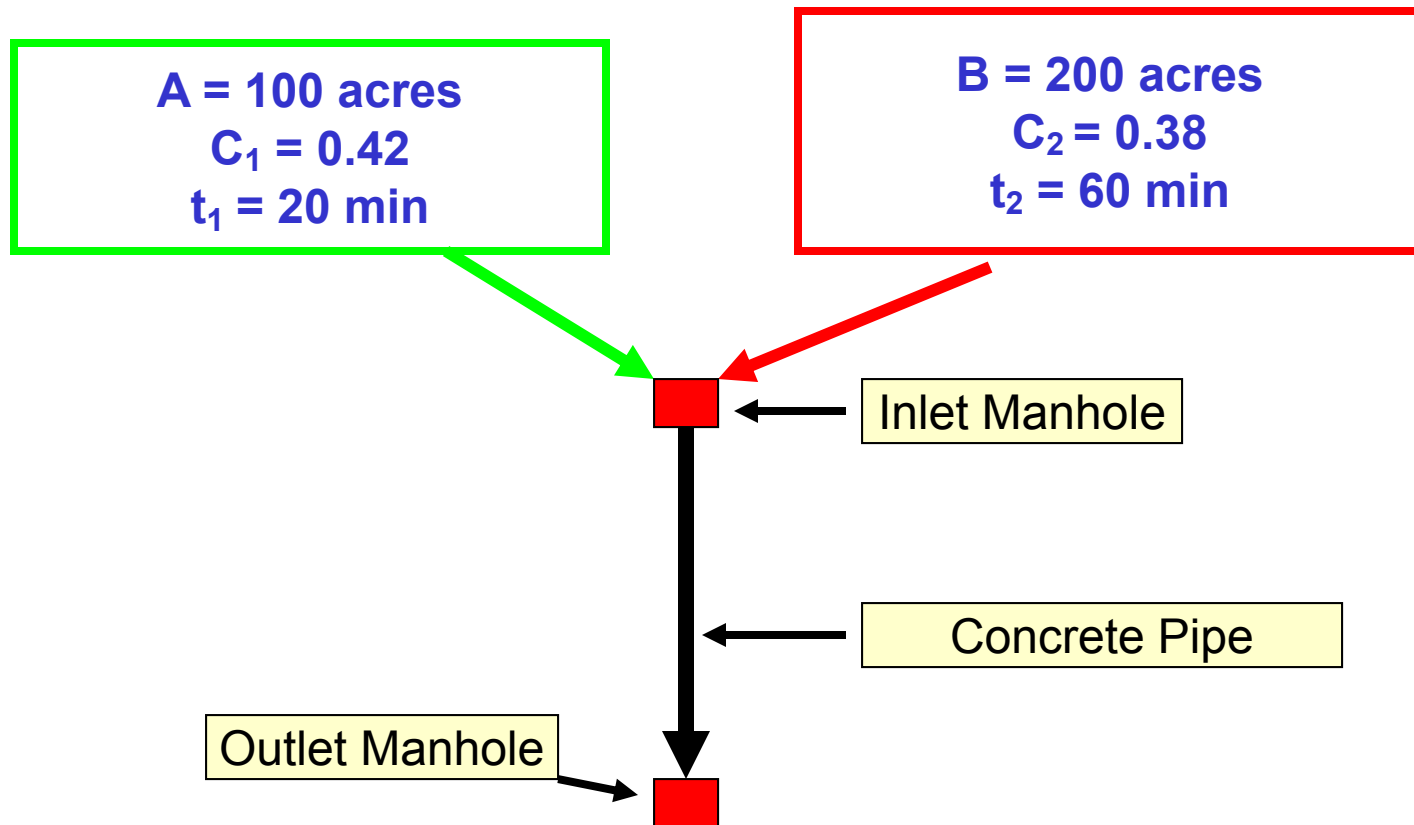 A = 100 acres
C₁ = 0.42
t₁ = 20 min
B = 200 acres
C₂ = 0.38
t₂ = 60 min
Inlet Manhole
Concrete Pipe
Outlet Manhole